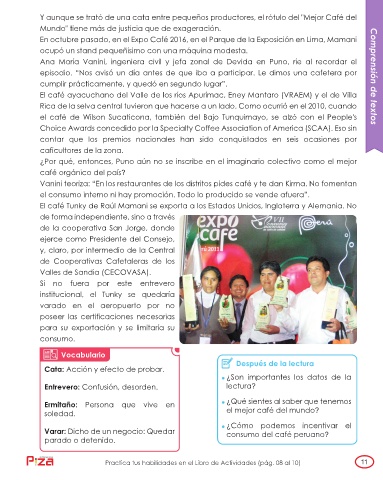 Y aunque se trató de una cata entre pequeños productores, el rótulo del "Mejor Café del
Mundo" tiene más de justicia que de exageración.
En octubre pasado, en el Expo Café 2016, en el Parque de la Exposición en Lima, Mamani
ocupó un stand pequeñísimo con una máquina modesta.
Ana María Vanini, ingeniera civil y jefa zonal de Devida en Puno, ríe al recordar el
episodio. "Nos avisó un día antes de que iba a participar. Le dimos una cafetera por
cumplir prácticamente, y quedó en segundo lugar".
El café ayacuchano del Valle de los ríos Apurímac, Eney Mantaro (VRAEM) y el de Villa
Rica de la selva central tuvieron que hacerse a un lado. Como ocurrió en el 2010, cuando
el café de Wilson Sucaticona, también del Bajo Tunquimayo, se alzó con el People's
Choice Awards concedido por la Specialty Coffee Association of America (SCAA). Eso sin
contar que los premios nacionales han sido conquistados en seis ocasiones por
caficultores de la zona.
¿Por qué, entonces, Puno aún no se inscribe en el imaginario colectivo como el mejor
café orgánico del país?
Vanini teoriza: "En los restaurantes de los distritos pides café y te dan Kirma. No fomentan
el consumo interno ni hay promoción. Todo lo producido se vende afuera".
El café Tunky de Raúl Mamani se exporta a los Estados Unidos, Inglaterra y Alemania. No
de forma independiente, sino a través
de la cooperativa San Jorge, donde
ejerce como Presidente del Consejo,
y, claro, por intermedio de la Central
de Cooperativas Cafetaleras de los
Valles de Sandia (CECOVASA).
Si no fuera por este entrevero
institucional, el Tunky se quedaría
varado en el aeropuerto por no
poseer las certificaciones necesarias
para su exportación y se limitaría su
consumo.
expo
café
VII
Perú
Vocabulario
Cata: Acción y efecto de probar.
Entrevero: Confusión, desorden.
Ermitaño: Persona que vive en
soledad.
Varar: Dicho de un negocio: Quedar
parado o detenido.
Después de la lectura
¿Son importantes los datos de la
lectura?
¿Qué sientes al saber que tenemos
el mejor café del mundo?
¿Cómo podemos incentivar el
consumo del café peruano?
Comprensión de textos
Pizza
Practica tus habilidades en el Libro de Actividades (pág. 08 al 10)
11